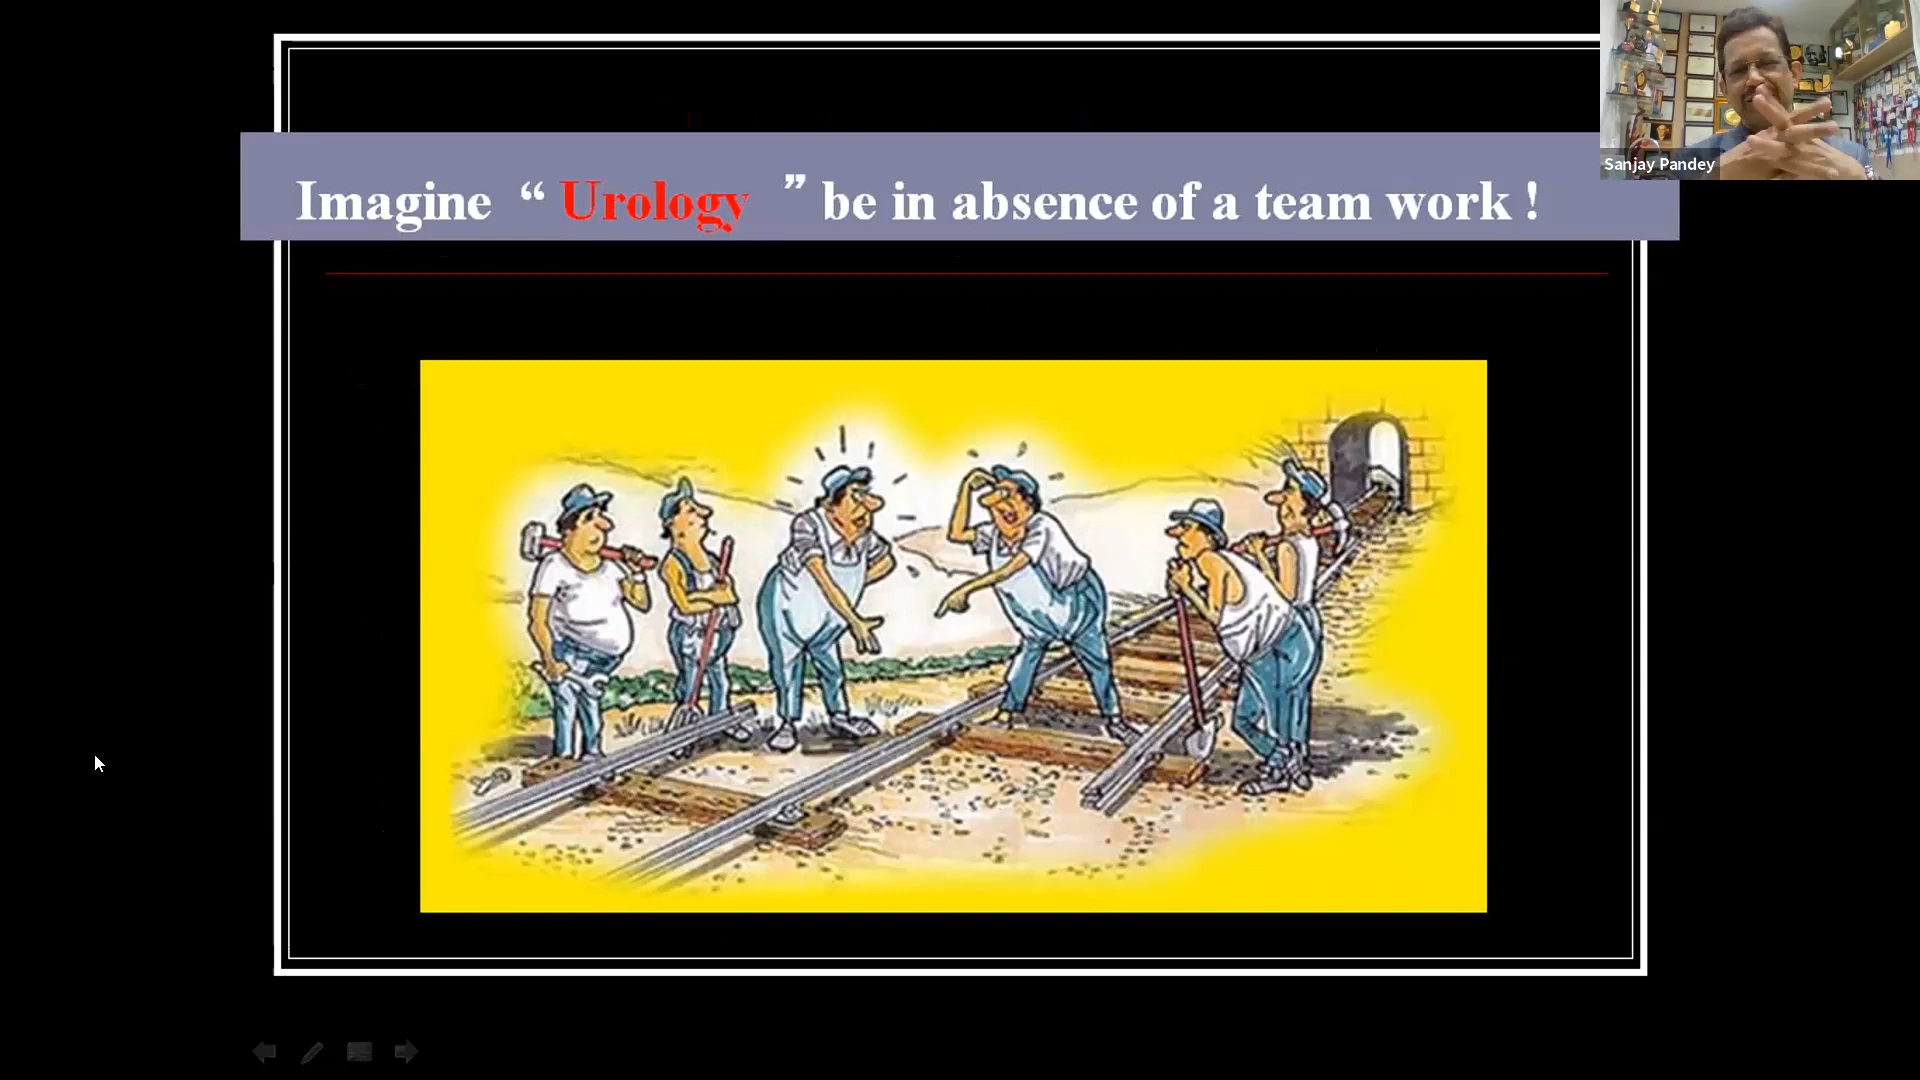 Sanjay Pandey
Imagine “ Urology ” be in absence of a team work !